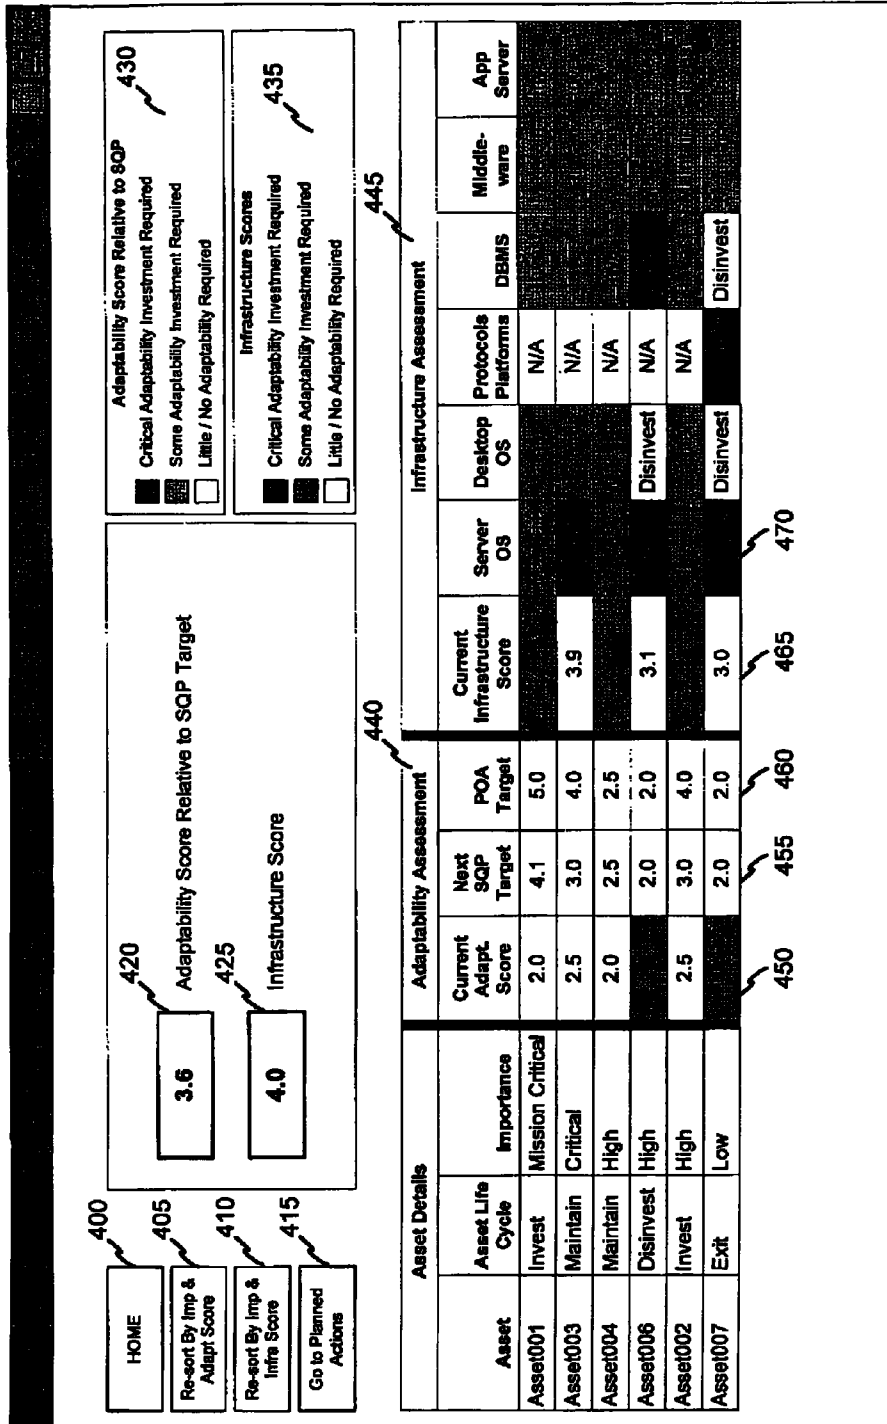 HOME
400
Re-sort By Imp &
Adapt Score
405
Re-sort By Imp &
Infra Score
410
Go to Planned
Actions
415
3.6
420
Adaptability Score Relative to SQP Target
4.0
425
Infrastructure Score
Adaptability Score Relative to SQP
Critical Adaptability Investment Required
Some Adaptability Investment Required
Little / No Adaptability Required
430
Infrastructure Scores
Critical Adaptability Investment Required
Some Adaptability Investment Required
Little / No Adaptability Required
435
440
445
Asset Details Adaptability Assessment Infrastructure Assessment
Asset Asset Life Cycle Importance Current Adapt. Score Next SQP Target POA Target Current Infrastructure Score Server OS Desktop OS Protocols Platforms DBMS Middle-ware App Server
Asset001 Invest Mission Critical 2.0 4.1 5.0 N/A
Asset003 Maintain Critical 2.5 3.0 4.0 3.9 N/A
Asset004 Maintain High 2.0 2.5 2.5 N/A
Asset006 Disinvest High 2.0 2.0 3.1 Disinvest N/A
Asset002 Invest High 2.5 3.0 4.0 N/A
Asset007 Exit Low 2.0 2.0 3.0 Disinvest Disinvest
450 455 460 465 470